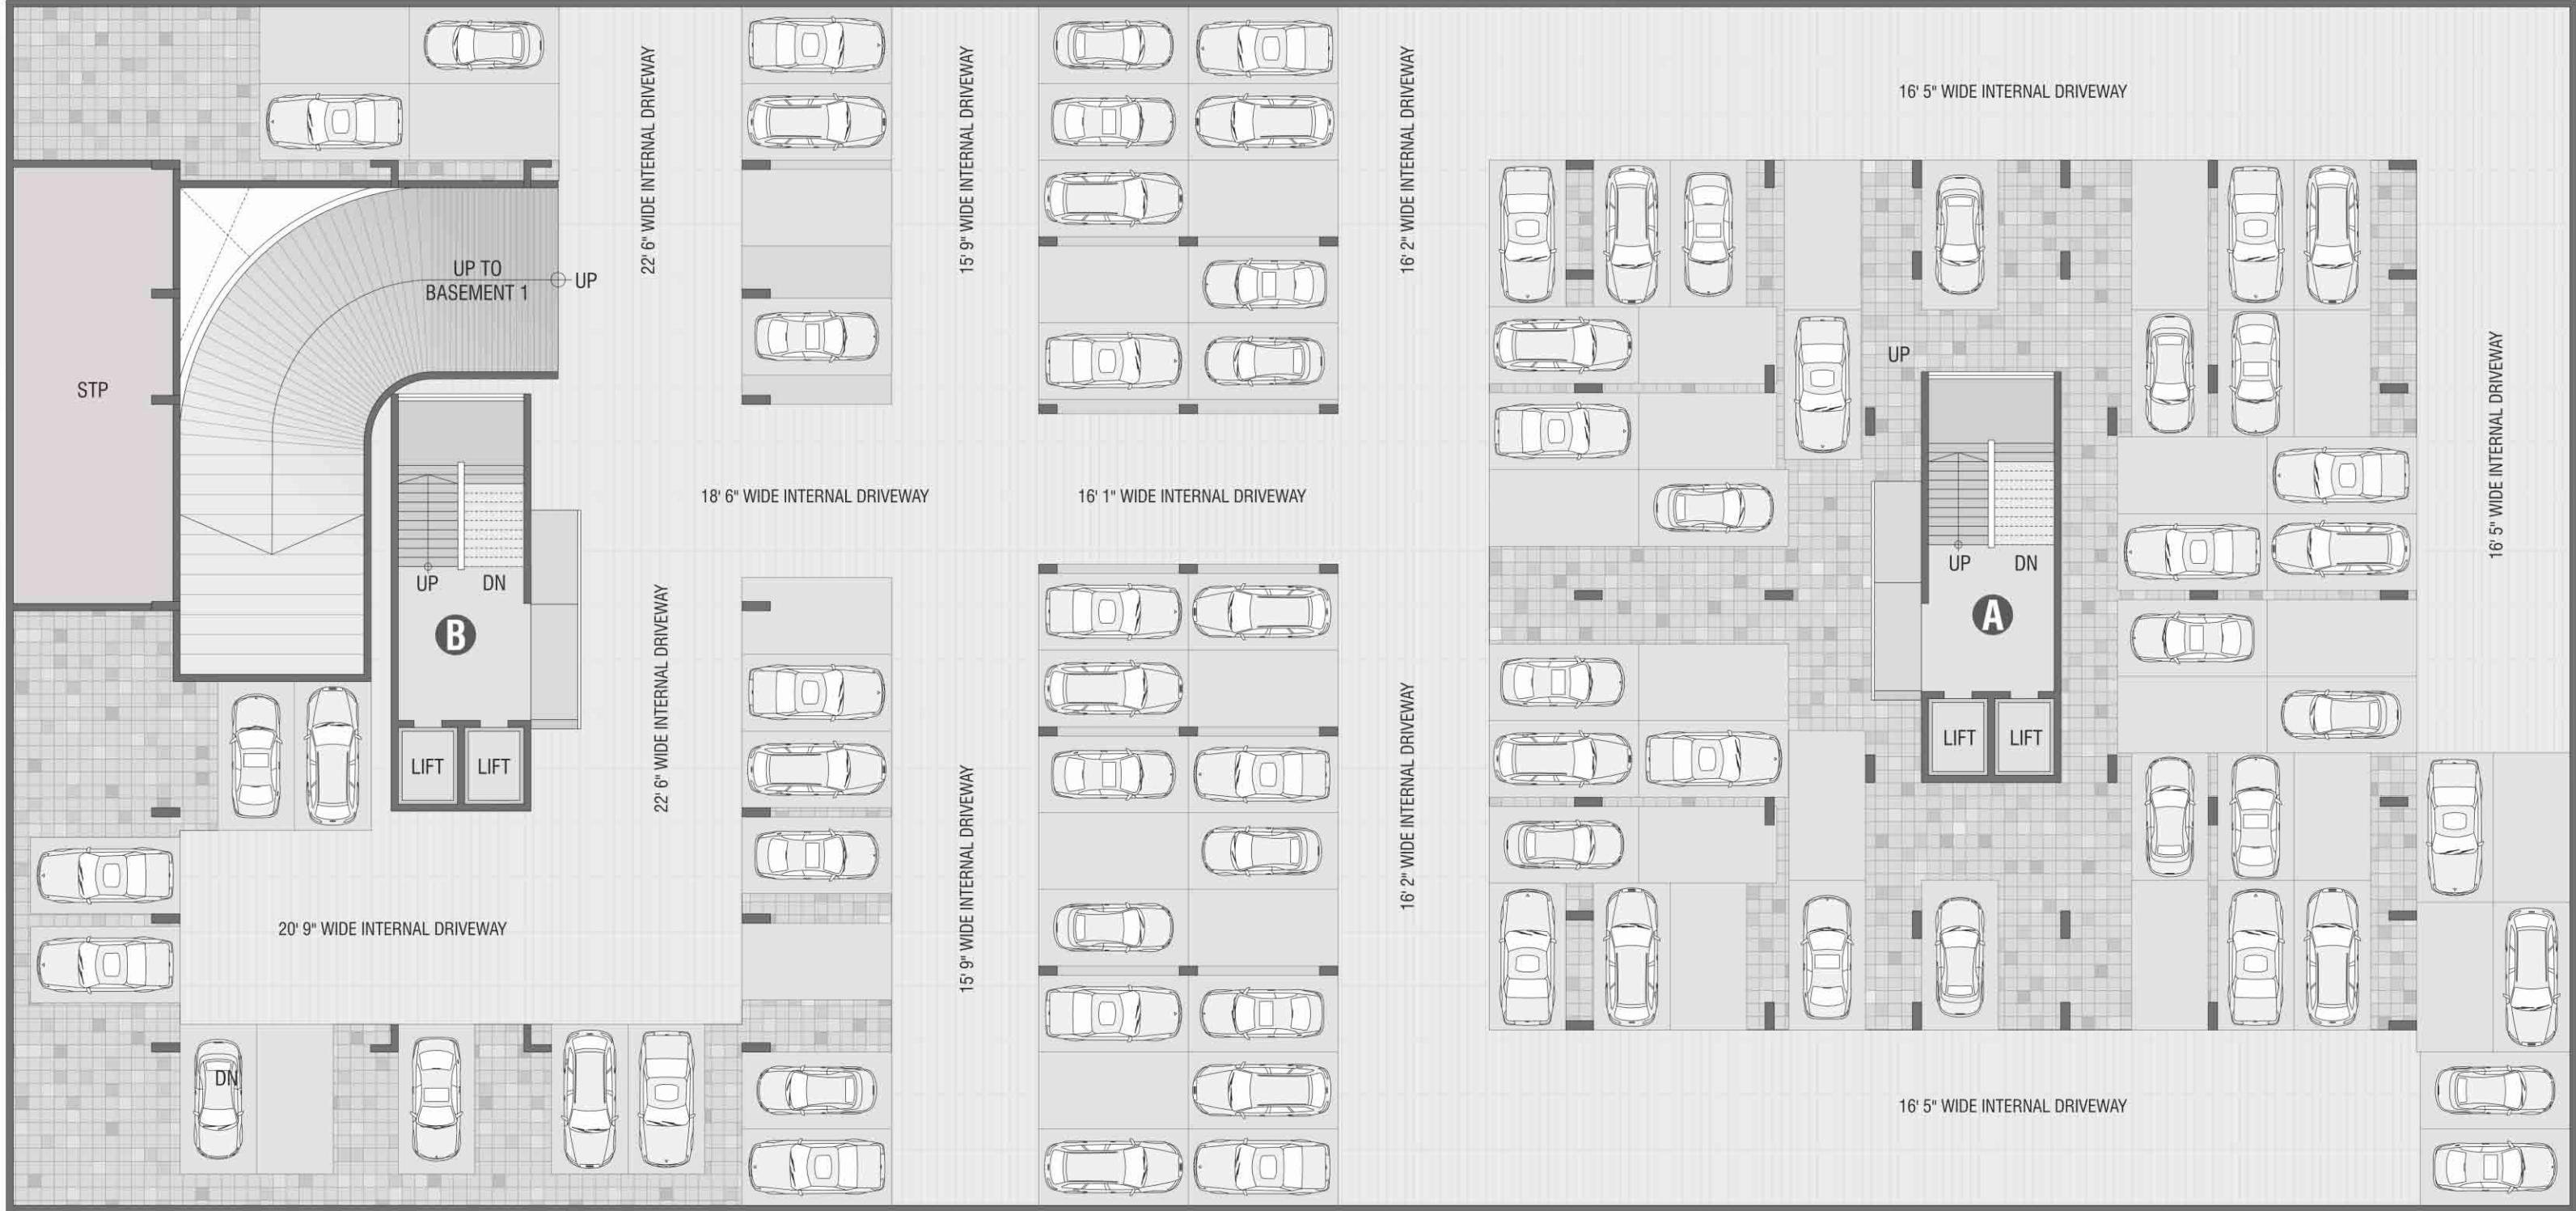 22' 6" WIDE INTERNAL DRIVEWAY
15' 9" WIDE INTERNAL DRIVEWAY
16' 2" WIDE INTERNAL DRIVEWAY
16' 5" WIDE INTERNAL DRIVEWAY
UP TO
BASEMENT 1
UP
STP
UP
16' 5" WIDE INTERNAL DRIVEWAY
18' 6" WIDE INTERNAL DRIVEWAY
16' 1" WIDE INTERNAL DRIVEWAY
UP
DN
B
UP
DN
A
22' 6" WIDE INTERNAL DRIVEWAY
15' 9" WIDE INTERNAL DRIVEWAY
16' 2" WIDE INTERNAL DRIVEWAY
LIFT
LIFT
LIFT
LIFT
20' 9" WIDE INTERNAL DRIVEWAY
DN
16' 5" WIDE INTERNAL DRIVEWAY